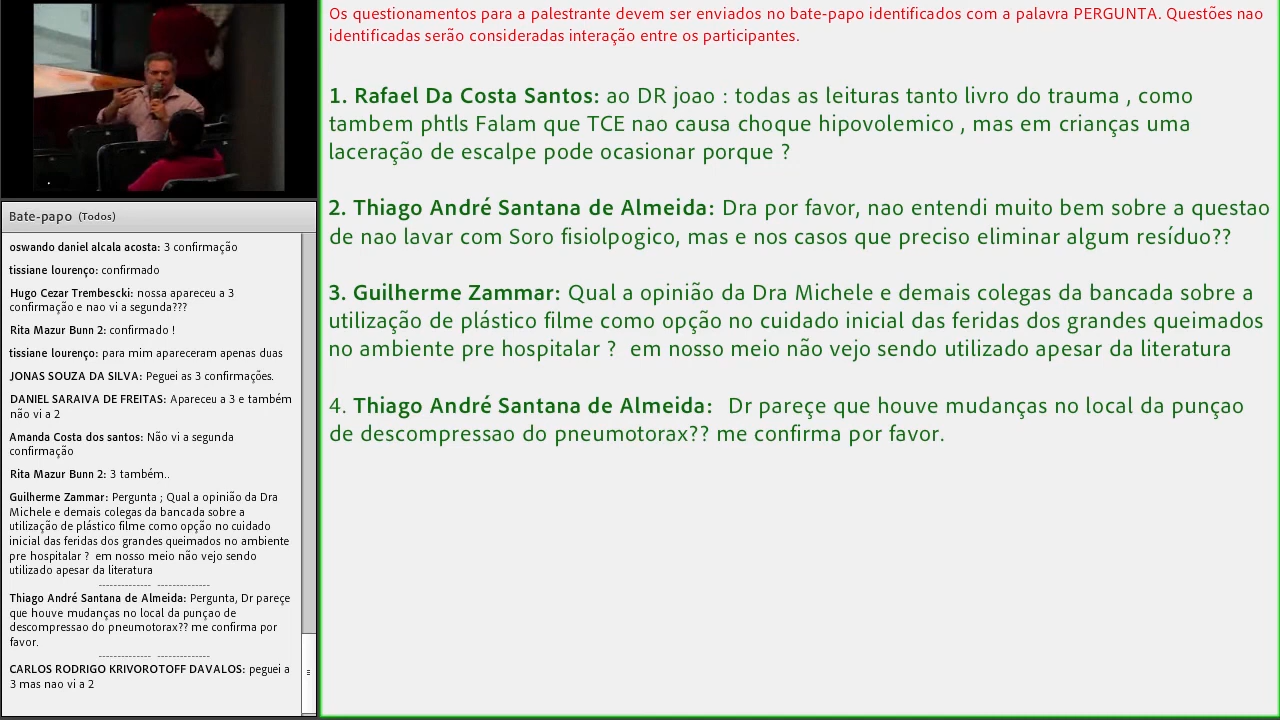 Os questionamentos para a palestrante devem ser enviados no bate-papo identificados com a palavra PERGUNTA. Questões nao
identificadas serão consideradas interação entre os participantes.
1. Rafael Da Costa Santos: ao DR joao : todas as leituras tanto livro do trauma , como
tambem phtls Falam que TCE nao causa choque hipovolemico , mas em crianças uma
laceração de escalpe pode ocasionar porque ?
2. Thiago André Santana de Almeida: Dra por favor, nao entendi muito bem sobre a questao
de nao lavar com Soro fisiolpogico, mas e nos casos que preciso eliminar algum resíduo??
3. Guilherme Zammar: Qual a opinião da Dra Michele e demais colegas da bancada sobre a
utilização de plástico filme como opção no cuidado inicial das feridas dos grandes queimados
no ambiente pre hospitalar ? em nosso meio não vejo sendo utilizado apesar da literatura
4. Thiago André Santana de Almeida: Dr pareçe que houve mudanças no local da punçao
de descompressao do pneumotorax?? me confirma por favor.
Bate-papo (Todos)
oswando daniel alcala acosta: 3 confirmação
tissiane lourenço: confirmado
Hugo Cezar Trembescki: nossa apareceu a 3
confirmação e nao vi a segunda???
Rita Mazur Bunn 2: confirmado !
tissiane lourenço: para mim apareceram apenas duas
JONAS SOUZA DA SILVA: Peguei as 3 confirmações.
DANIEL SARAIVA DE FREITAS: Apareceu a 3 e também
não vi a 2
Amanda Costa dos santos: Não vi a segunda
confirmação
Rita Mazur Bunn 2: 3 também..
Guilherme Zammar: Pergunta ; Qual a opinião da Dra
Michele e demais colegas da bancada sobre a
utilização de plástico filme como opção no cuidado
inicial das feridas dos grandes queimados no ambiente
pre hospitalar ? em nosso meio não vejo sendo
utilizado apesar da literatura
-------------- --------------
Thiago André Santana de Almeida: Pergunta, Dr pareçe
que houve mudanças no local da punçao de
descompressao do pneumotorax?? me confirma por
favor.
-------------- --------------
CARLOS RODRIGO KRIVOROTOFF DAVALOS: peguei a
3 mas nao vi a 2